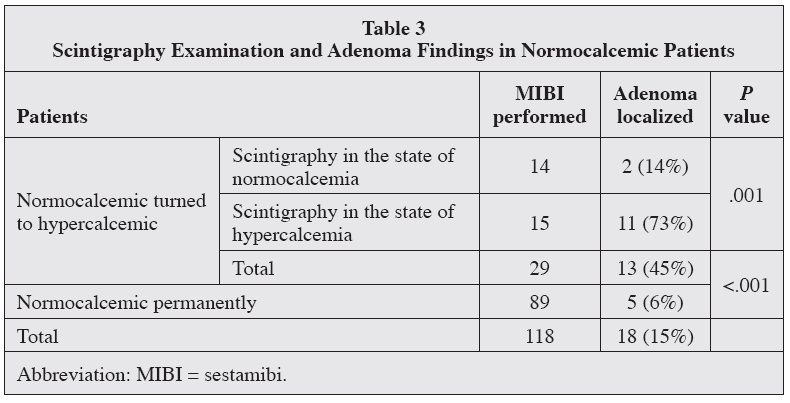 Table 3
Scintigraphy Examination and Adenoma Findings in Normocalcemic Patients
Patients
MIBI
performed
Adenoma
localized
P
value
Normocalcemic turned
to hypercalcemic
Scintigraphy in the state of
normocalcemia
14
2 (14%)
.001
Scintigraphy in the state of
hypercalcemia
15
11 (73%)
Total
29
13 (45%)
<.001
Normocalcemic permanently
89
5 (6%)
Total
118
18 (15%)
Abbreviation: MIBI = sestamibi.